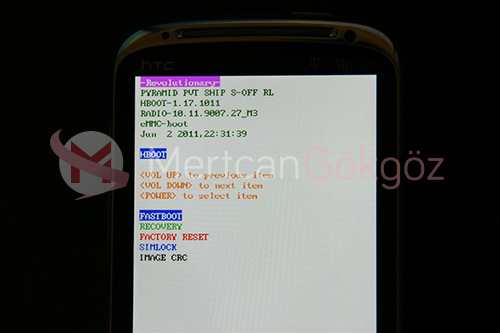 hTC
-Revolutionary-
PYRAMID PVT SHIP S-OFF RL
HBOOT-1.17.1011
RADIO-10.11.9007.27_M3
eMMC-boot
Jun 2 2011,22:31:39
HBOOT
Mertcan Gökgöz
<VOL UP> to previous item
<VOL DOWN> to next item
<POWER> to select item
FASTBOOT
RECOVERY
FACTORY RESET
SIMLOCK
IMAGE CRC